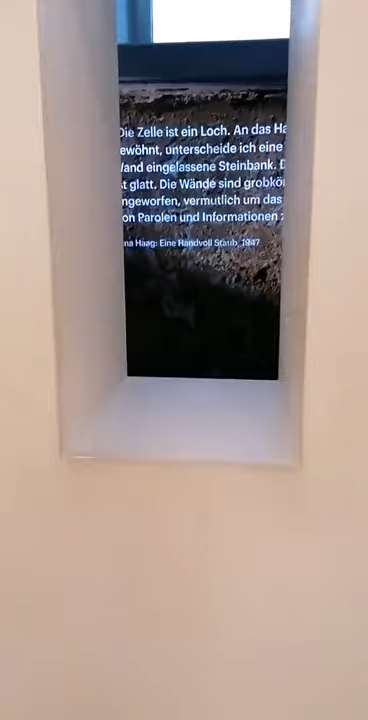 Die Zelle ist ein Loch. An das Ha
ewöhnt, unterscheide ich eine
and eingelassene Steinbank. D
t glatt. Die Wände sind grobkör
ngeworfen, vermutlich um das
on Parolen und Informationen z
na Haag: Eine Handvoll Staub, 1947